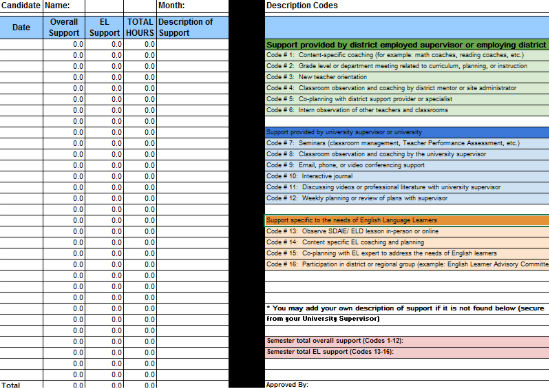 Candidate Name: Month: Description Codes
Date Overall Support EL Support TOTAL HOURS Description of Support
0.0 0.0 0.0
0.0 0.0 0.0 Support provided by district employed supervisor or employing district
0.0 0.0 0.0 Code # 1: Content-specific coaching (for example: math coaches, reading coaches, etc.)
0.0 0.0 0.0 Code # 2: Grade level or department meeting related to curriculum, planning, or instruction
0.0 0.0 0.0 Code # 3: New teacher orientation
0.0 0.0 0.0 Code # 4: Classroom observation and coaching by district mentor or site administrator
0.0 0.0 0.0 Code # 5: Co-planning with district support provider or specialist
0.0 0.0 0.0 Code # 6: Intern observation of other teachers and classrooms
0.0 0.0 0.0
0.0 0.0 0.0 Support provided by university supervisor or university
0.0 0.0 0.0 Code # 7: Seminars (classroom management, Teacher Performance Assessment, etc.)
0.0 0.0 0.0 Code # 8: Classroom observation and coaching by the university supervisor
0.0 0.0 0.0 Code # 9: Email, phone, or video conferencing support
0.0 0.0 0.0 Code # 10: Interactive journal
0.0 0.0 0.0 Code # 11: Discussing videos or professional literature with university supervisor
0.0 0.0 0.0 Code # 12: Weekly planning or review of plans with supervisor
0.0 0.0 0.0
0.0 0.0 0.0 Support specific to the needs of English Language Learners
0.0 0.0 0.0 Code # 13: Observe SDAIE/ ELD lesson in-person or online
0.0 0.0 0.0 Code # 14: Content specific EL coaching and planning
0.0 0.0 0.0 Code # 15: Co-planning with EL expert to address the needs of English learners
0.0 0.0 0.0 Code # 16: Participation in district or regional group (example: English Learner Advisory Committe
0.0 0.0 0.0
0.0 0.0 0.0
0.0 0.0 0.0
0.0 0.0 0.0 * You may add your own description of support if it is not found below (secure
0.0 0.0 0.0 from your University Supervisor)
0.0 0.0 0.0
0.0 0.0 0.0 Semester total overall support (Codes 1-12):
0.0 0.0 0.0 Semester total EL support (Codes 13-16):
0.0 0.0 0.0
0.0 0.0 0.0
Total 0.0 0.0 0.0 Approved By: